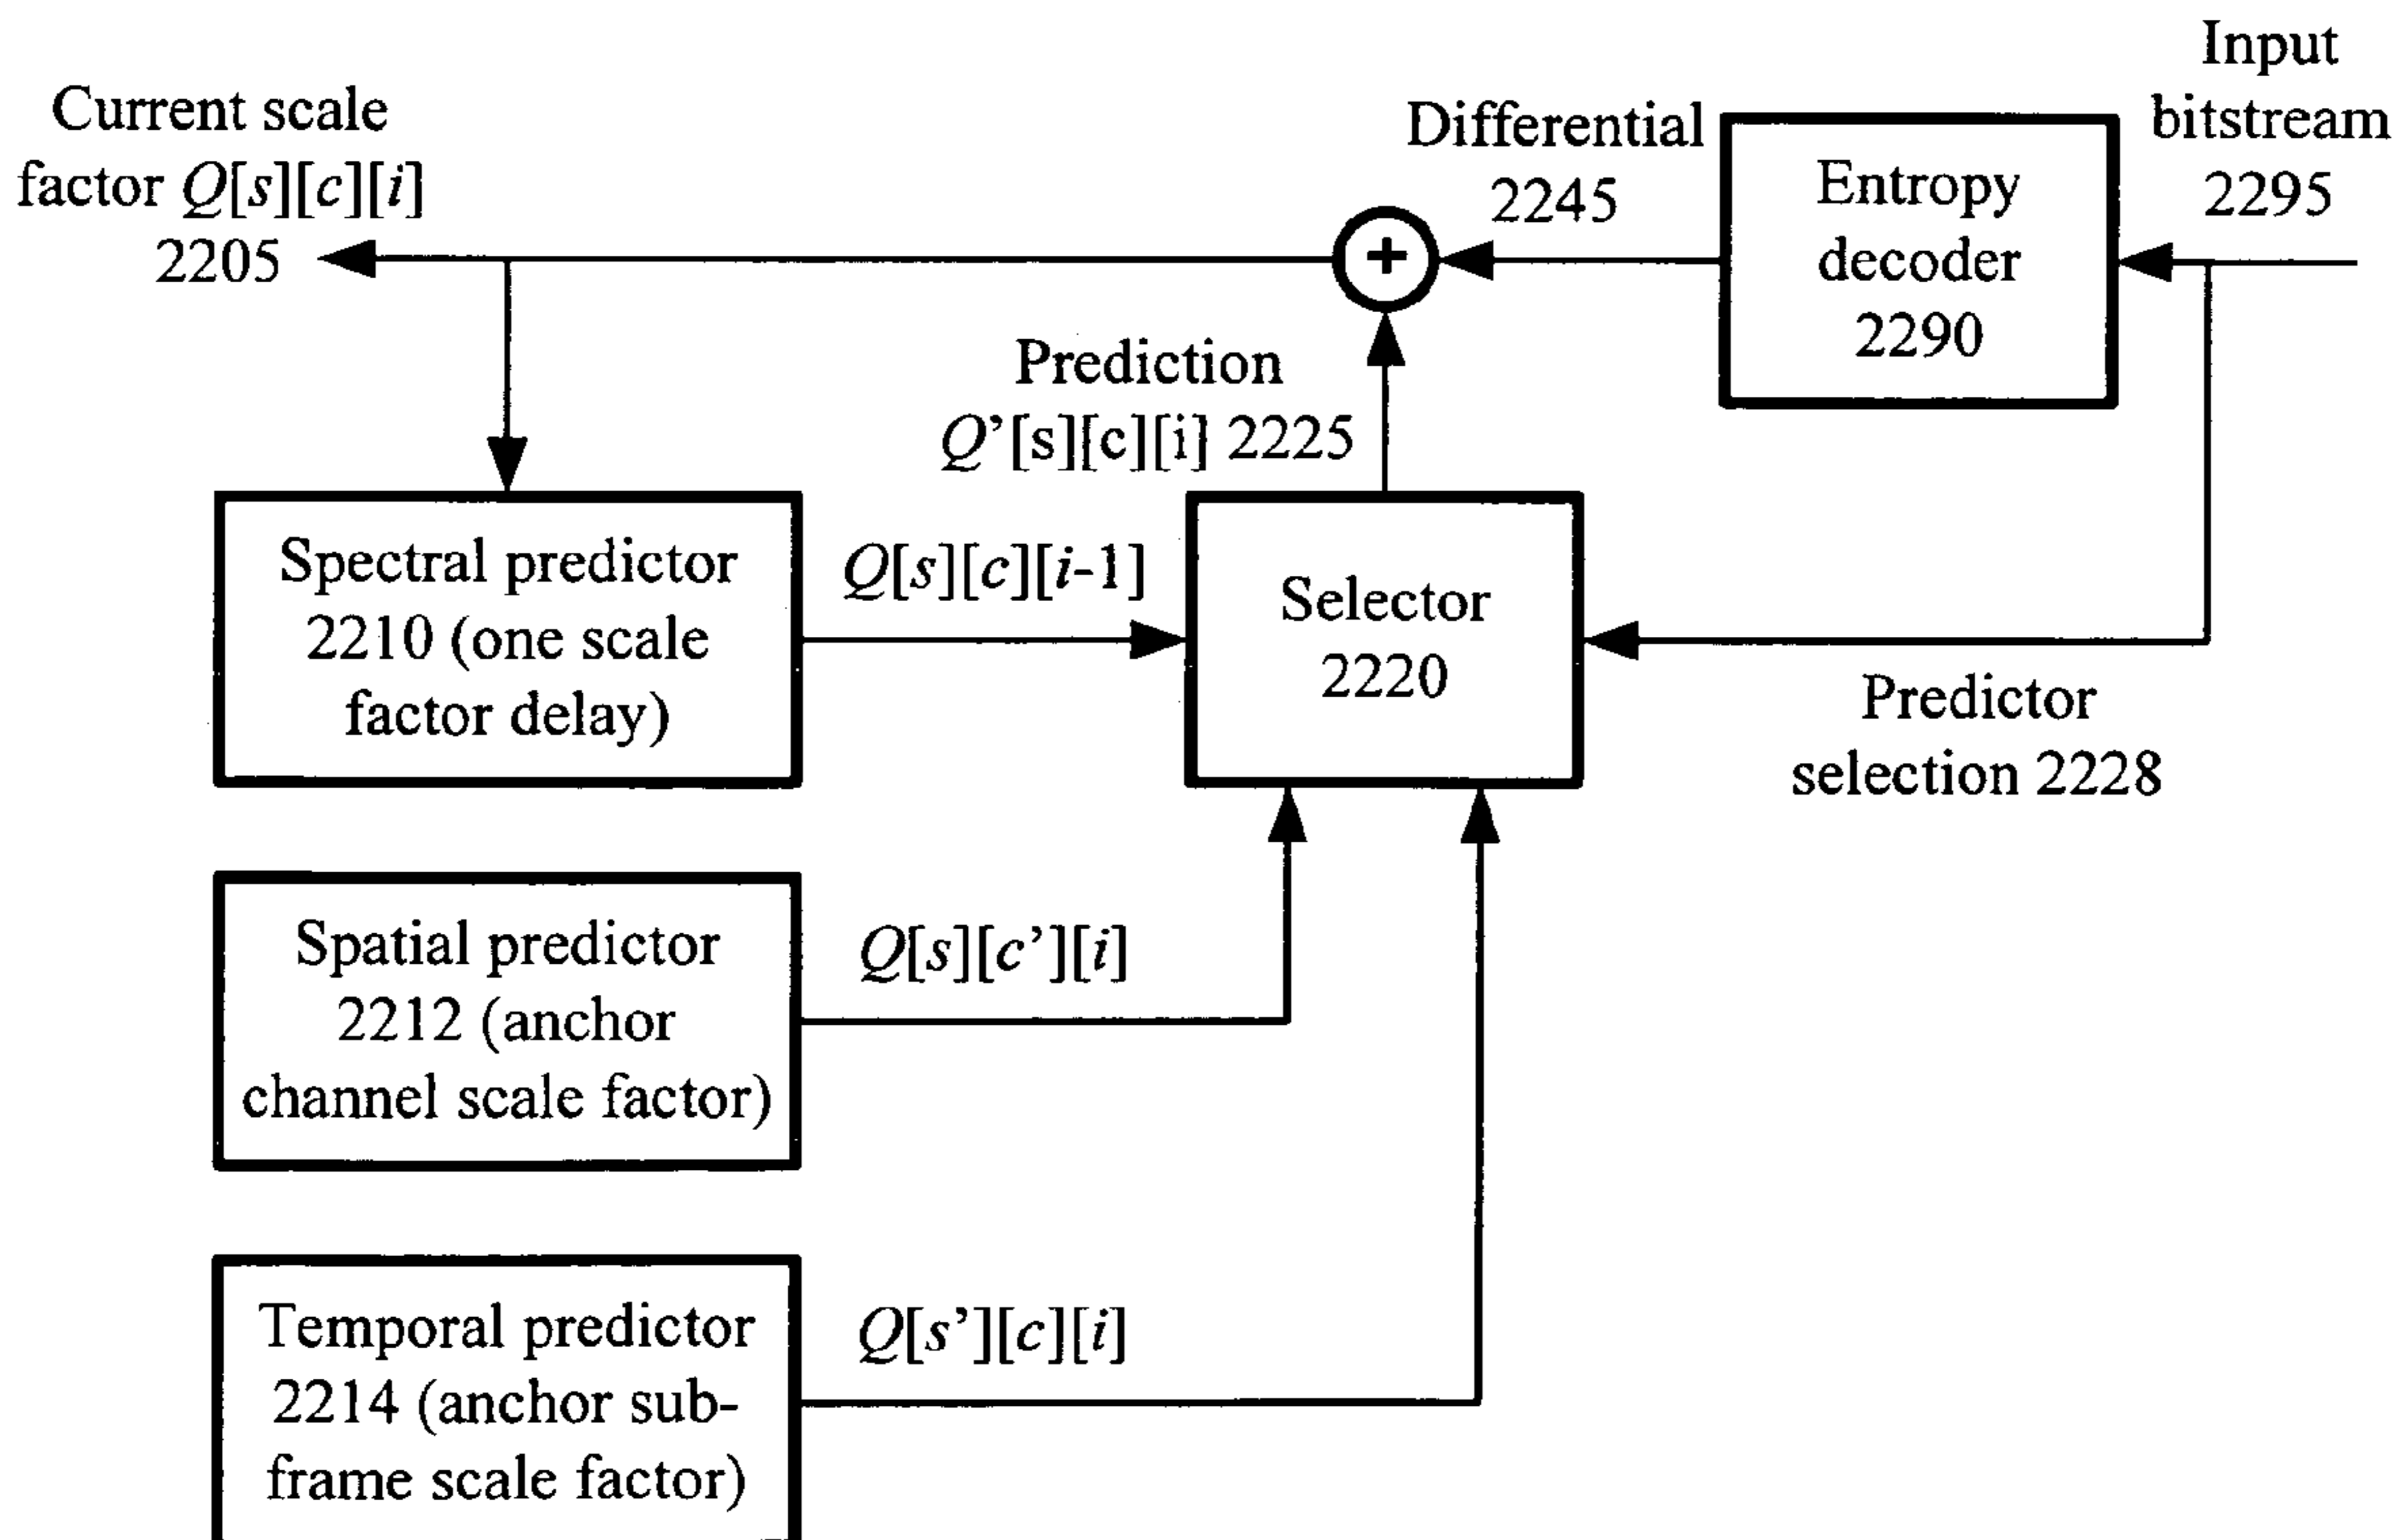 Input
bitstream
2295
Current scale
factor Q[s][c][i]
2205
Differential
2245
Entropy
decoder
2290
+
Prediction
Q’[s][c][i] 2225
Spectral predictor
2210 (one scale
factor delay)
Q[s][c][i-1]
Selector
2220
Predictor
selection 2228
Spatial predictor
2212 (anchor
channel scale factor)
Q[s][c’][i]
Temporal predictor
2214 (anchor sub-
frame scale factor)
Q[s’][c][i]